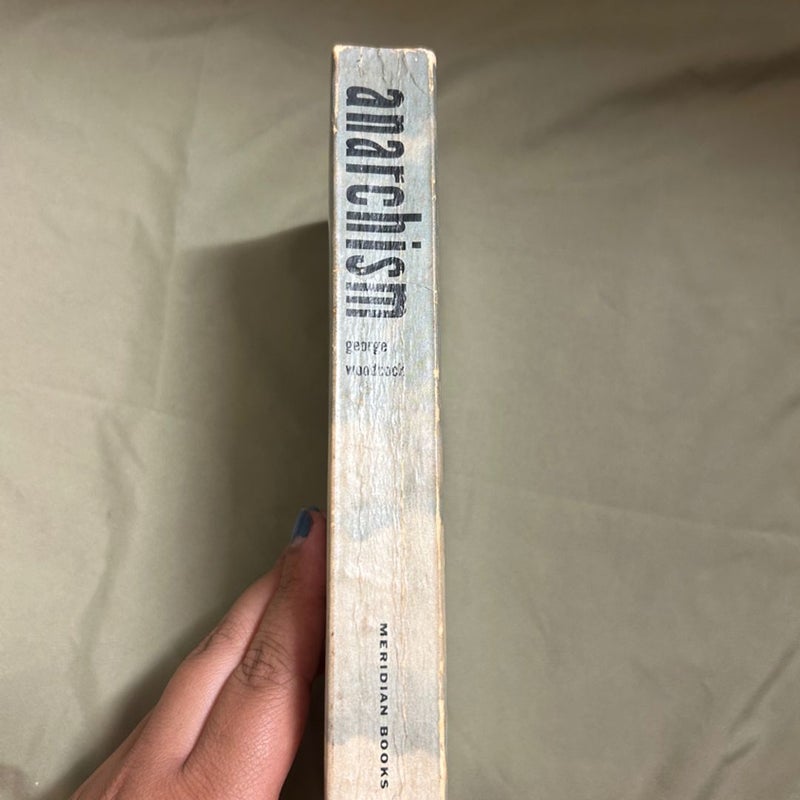 anarchism
george
woodcock
MERIDIAN BOOKS